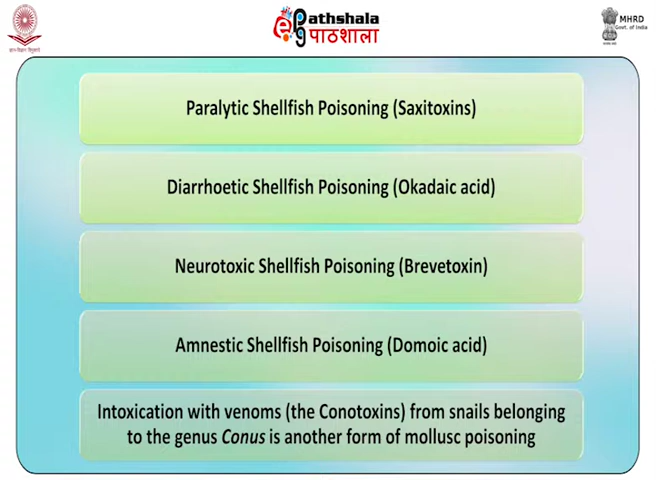 Pathshala
पाठशाला
MHRD
Govt. of India
Paralytic Shellfish Poisoning (Saxitoxins)
Diarrhoetic Shellfish Poisoning (Okadaic acid)
Neurotoxic Shellfish Poisoning (Brevetoxin)
Amnestic Shellfish Poisoning (Domoic acid)
Intoxication with venoms (the Conotoxins) from snails belonging
to the genus Conus is another form of mollusc poisoning